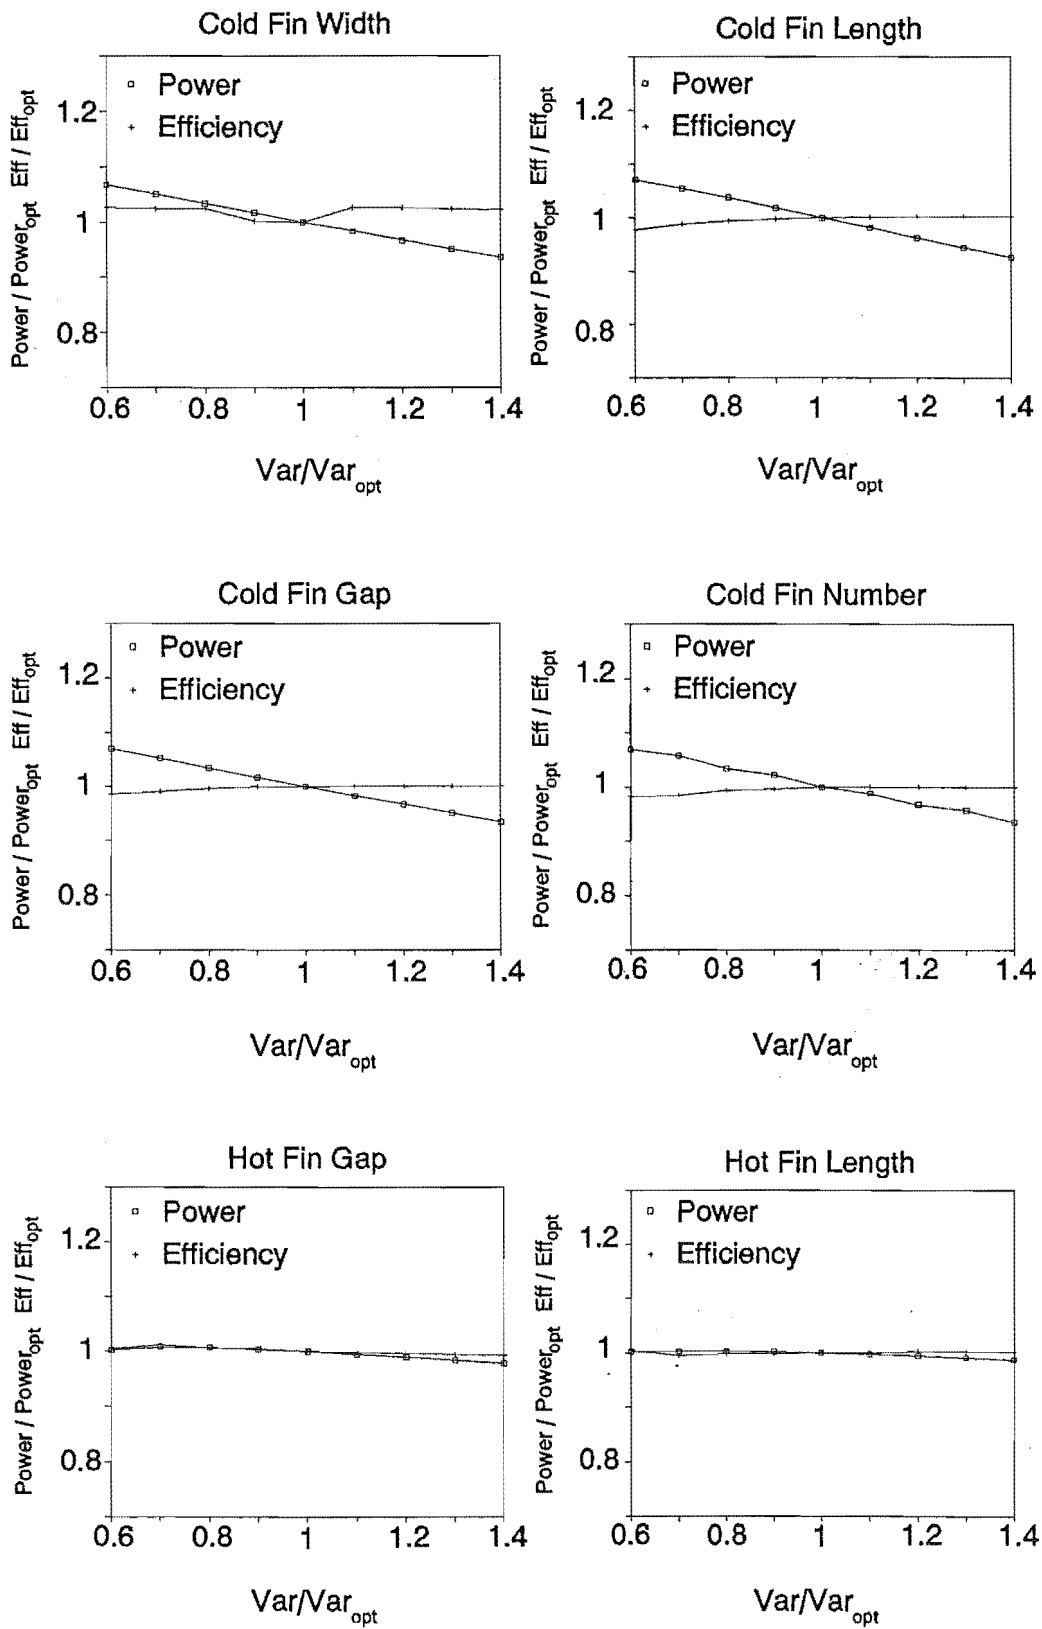 Cold Fin Width
Power
Efficiency
Power / Power_opt Eff / Eff_opt
1.2
1
0.8
0.6 0.8 1 1.2 1.4
Var/Var_opt
Cold Fin Length
Power
Efficiency
Power / Power_opt Eff / Eff_opt
1.2
1
0.8
0.6 0.8 1 1.2 1.4
Var/Var_opt
Cold Fin Gap
Power
Efficiency
Power / Power_opt Eff / Eff_opt
1.2
1
0.8
0.6 0.8 1 1.2 1.4
Var/Var_opt
Cold Fin Number
Power
Efficiency
Power / Power_opt Eff / Eff_opt
1.2
1
0.8
0.6 0.8 1 1.2 1.4
Var/Var_opt
Hot Fin Gap
Power
Efficiency
Power / Power_opt Eff / Eff_opt
1.2
1
0.8
0.6 0.8 1 1.2 1.4
Var/Var_opt
Hot Fin Length
Power
Efficiency
Power / Power_opt Eff / Eff_opt
1.2
1
0.8
0.6 0.8 1 1.2 1.4
Var/Var_opt